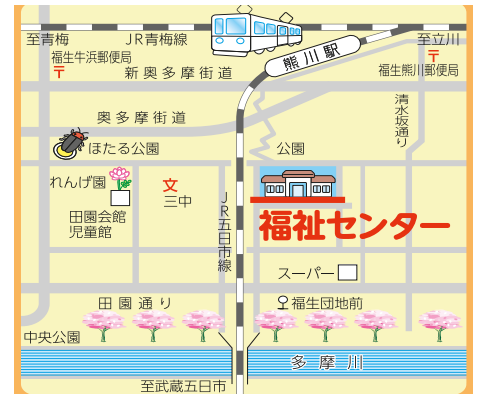 至青梅
JR青梅線
至立川
福生牛浜郵便局
熊川駅
福生熊川郵便局
新奥多摩街道
清水坂通り
奥多摩街道
ほたる公園
公園
れんげ園
文
三中
田園会館
児童館
JR五日市線
福祉センター
スーパー
田園通り
福生団地前
中央公園
多摩川
至武蔵五日市